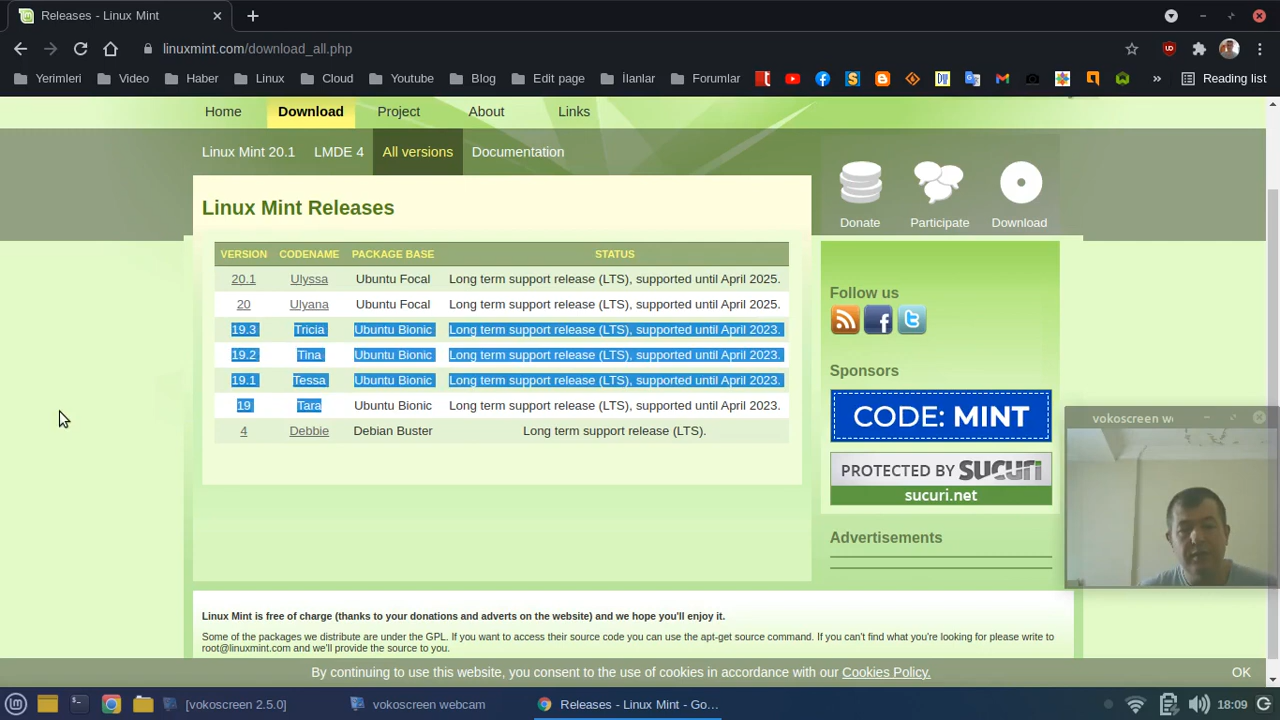 Releases - Linux Mint
linuxmint.com/download_all.php
Yerimleri Video Haber Linux Cloud Youtube Blog Edit page İlanlar Forumlar » Reading list
Home Download Project About Links
Linux Mint 20.1 LMDE 4 All versions Documentation
Donate Participate Download
Linux Mint Releases
VERSION CODENAME PACKAGE BASE STATUS
20.1 Ulyssa Ubuntu Focal Long term support release (LTS), supported until April 2025.
20 Ulyana Ubuntu Focal Long term support release (LTS), supported until April 2025.
19.3 Tricia Ubuntu Bionic Long term support release (LTS), supported until April 2023.
19.2 Tina Ubuntu Bionic Long term support release (LTS), supported until April 2023.
19.1 Tessa Ubuntu Bionic Long term support release (LTS), supported until April 2023.
19 Tara Ubuntu Bionic Long term support release (LTS), supported until April 2023.
4 Debbie Debian Buster Long term support release (LTS).
Follow us
Sponsors
CODE: MINT
PROTECTED BY SUCURI
sucuri.net
Advertisements
vokoscreen we
Linux Mint is free of charge (thanks to your donations and adverts on the website) and we hope you'll enjoy it.
Some of the packages we distribute are under the GPL. If you want to access their source code you can use the apt-get source command. If you can't find what you're looking for please write to
root@linuxmint.com and we'll provide the source to you.
By continuing to use this website, you consent to the use of cookies in accordance with our Cookies Policy. OK
[vokoscreen 2.5.0] vokoscreen webcam Releases - Linux Mint - Go... 18:09